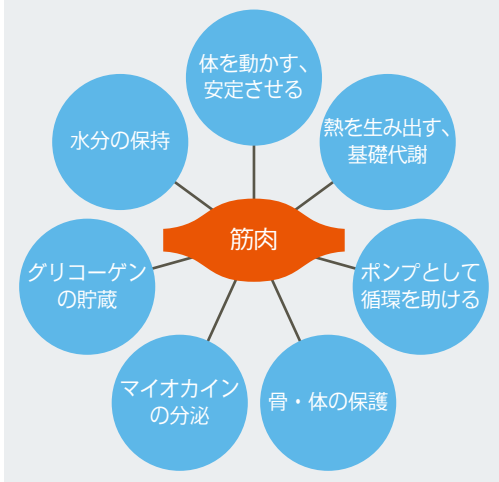 体を動かす、
安定させる
熱を生み出す、
基礎代謝
ポンプとして
循環を助ける
骨・体の保護
マイオカイン
の分泌
グリコーゲン
の貯蔵
水分の保持
筋肉